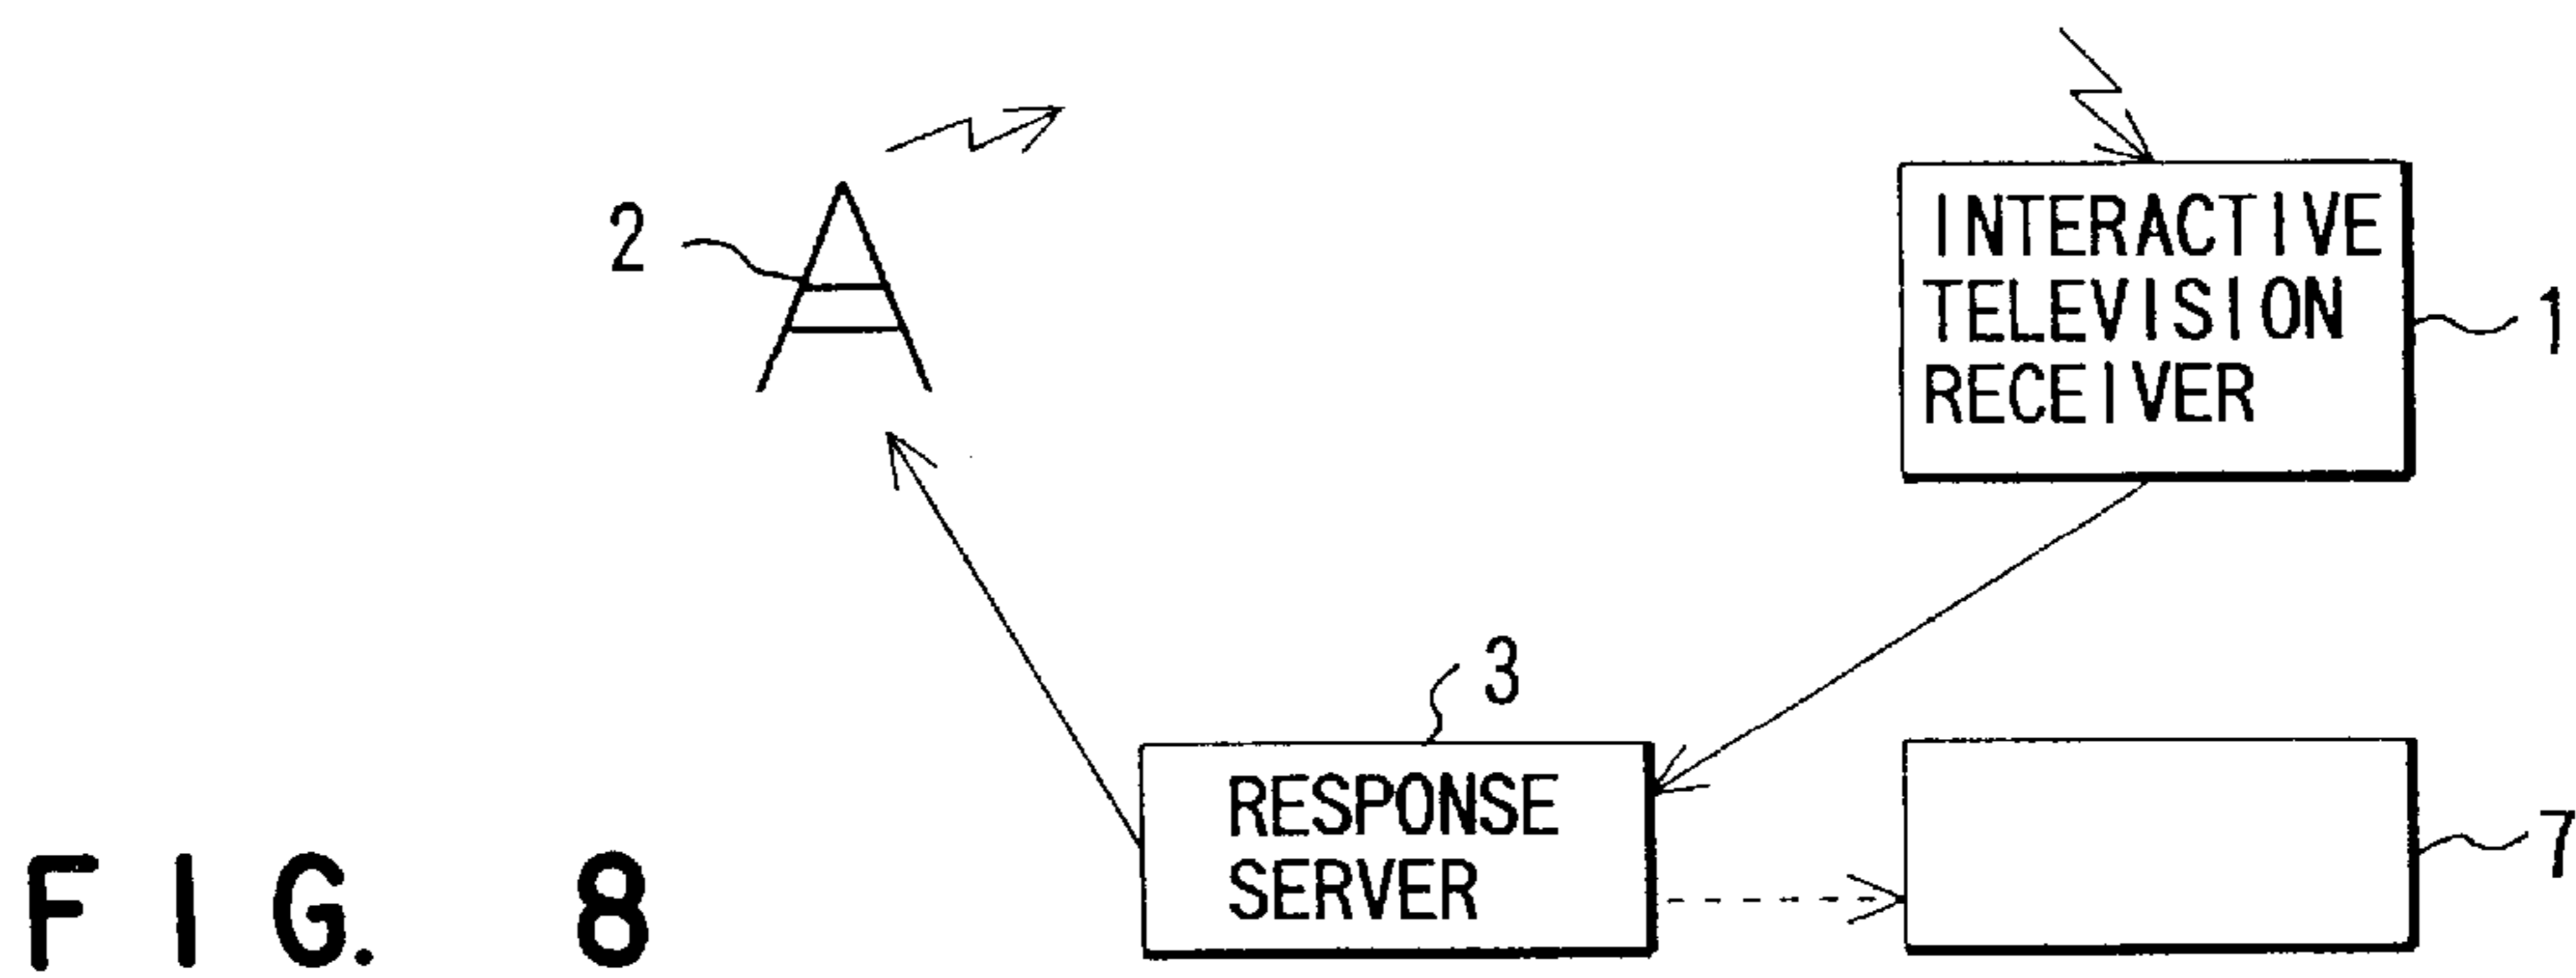 2
INTERACTIVE
TELEVISION
RECEIVER
1
3
RESPONSE
SERVER
7
FIG. 8